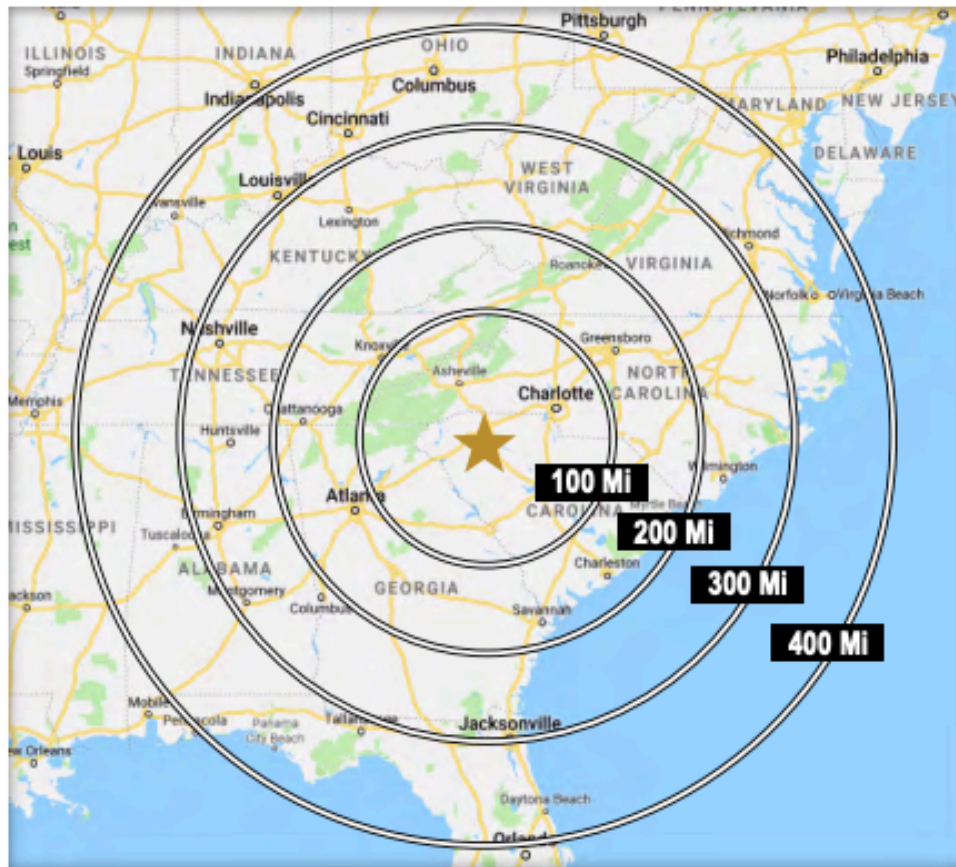 Pittsburgh
OHIO
ILLINOIS
INDIANA
Philadelphia
Springfield
Columbus
Indianapolis
MARYLAND
NEW JERSEY
Cincinnati
. Louis
DELAWARE
WEST
VIRGINIA
Louisville
vansville
Lexington
Richmond
KENTUCKY
Roanoke
VIRGINIA
Norfolk
Virginia Beach
Nashville
Greensboro
Knoxville
TENNESSEE
Asheville
NORTH
CAROLINA
Charlotte
Memphis
Chattanooga
Huntsville
Wilmington
100 Mi
Atlanta
CAROLINA
Myrtle Beach
MISSISSIPPI
Birmingham
200 Mi
Tuscaloosa
Charleston
ALABAMA
300 Mi
GEORGIA
Montgomery
ackson
Columbus
Savannah
400 Mi
Mobile
Pensacola
Panama
City Beach
Tallahassee
Jacksonville
ew Orleans
Daytona Beach
Orlando